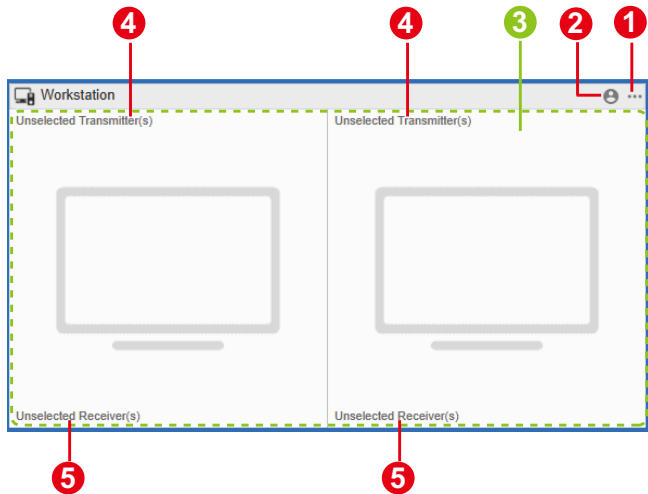 4 4 3 2 1
Workstation
Unselected Transmitter(s) Unselected Transmitter(s)
Unselected Receiver(s) Unselected Receiver(s)
5 5